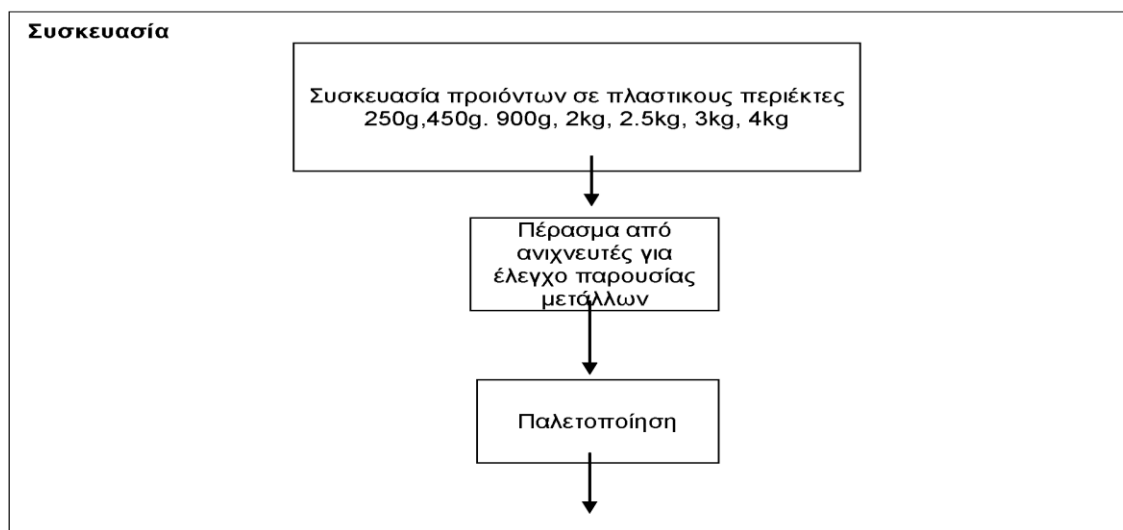 Συσκευασία
Συσκευασία προιόντων σε πλαστικους περιέκτες
250g,450g. 900g, 2kg, 2.5kg, 3kg, 4kg
Πέρασμα από
ανιχνευτές για
έλεγχο παρουσίας
μετάλλων
Παλετοποίηση